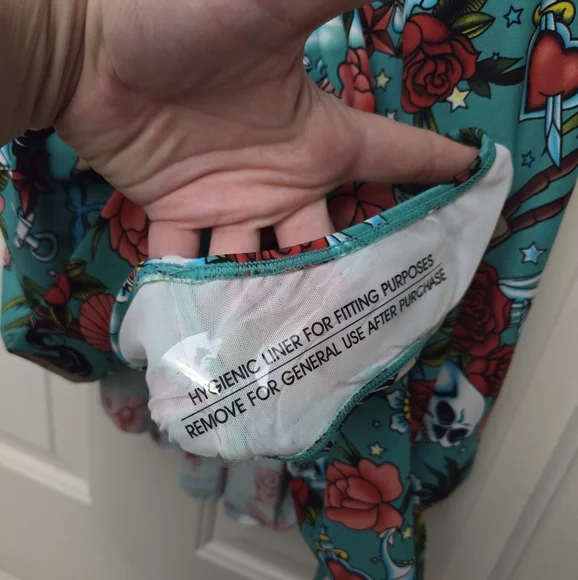 HYGIENIC LINER FOR FITTING PURPOSES
REMOVE FOR GENERAL USE AFTER PURCHASE